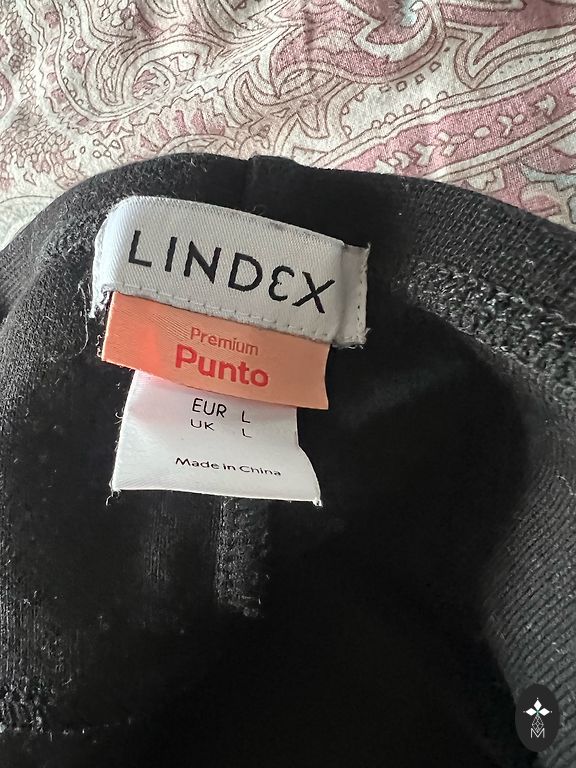 LINDEX
Premium
Punto
EUR L
UK L
Made in China
M